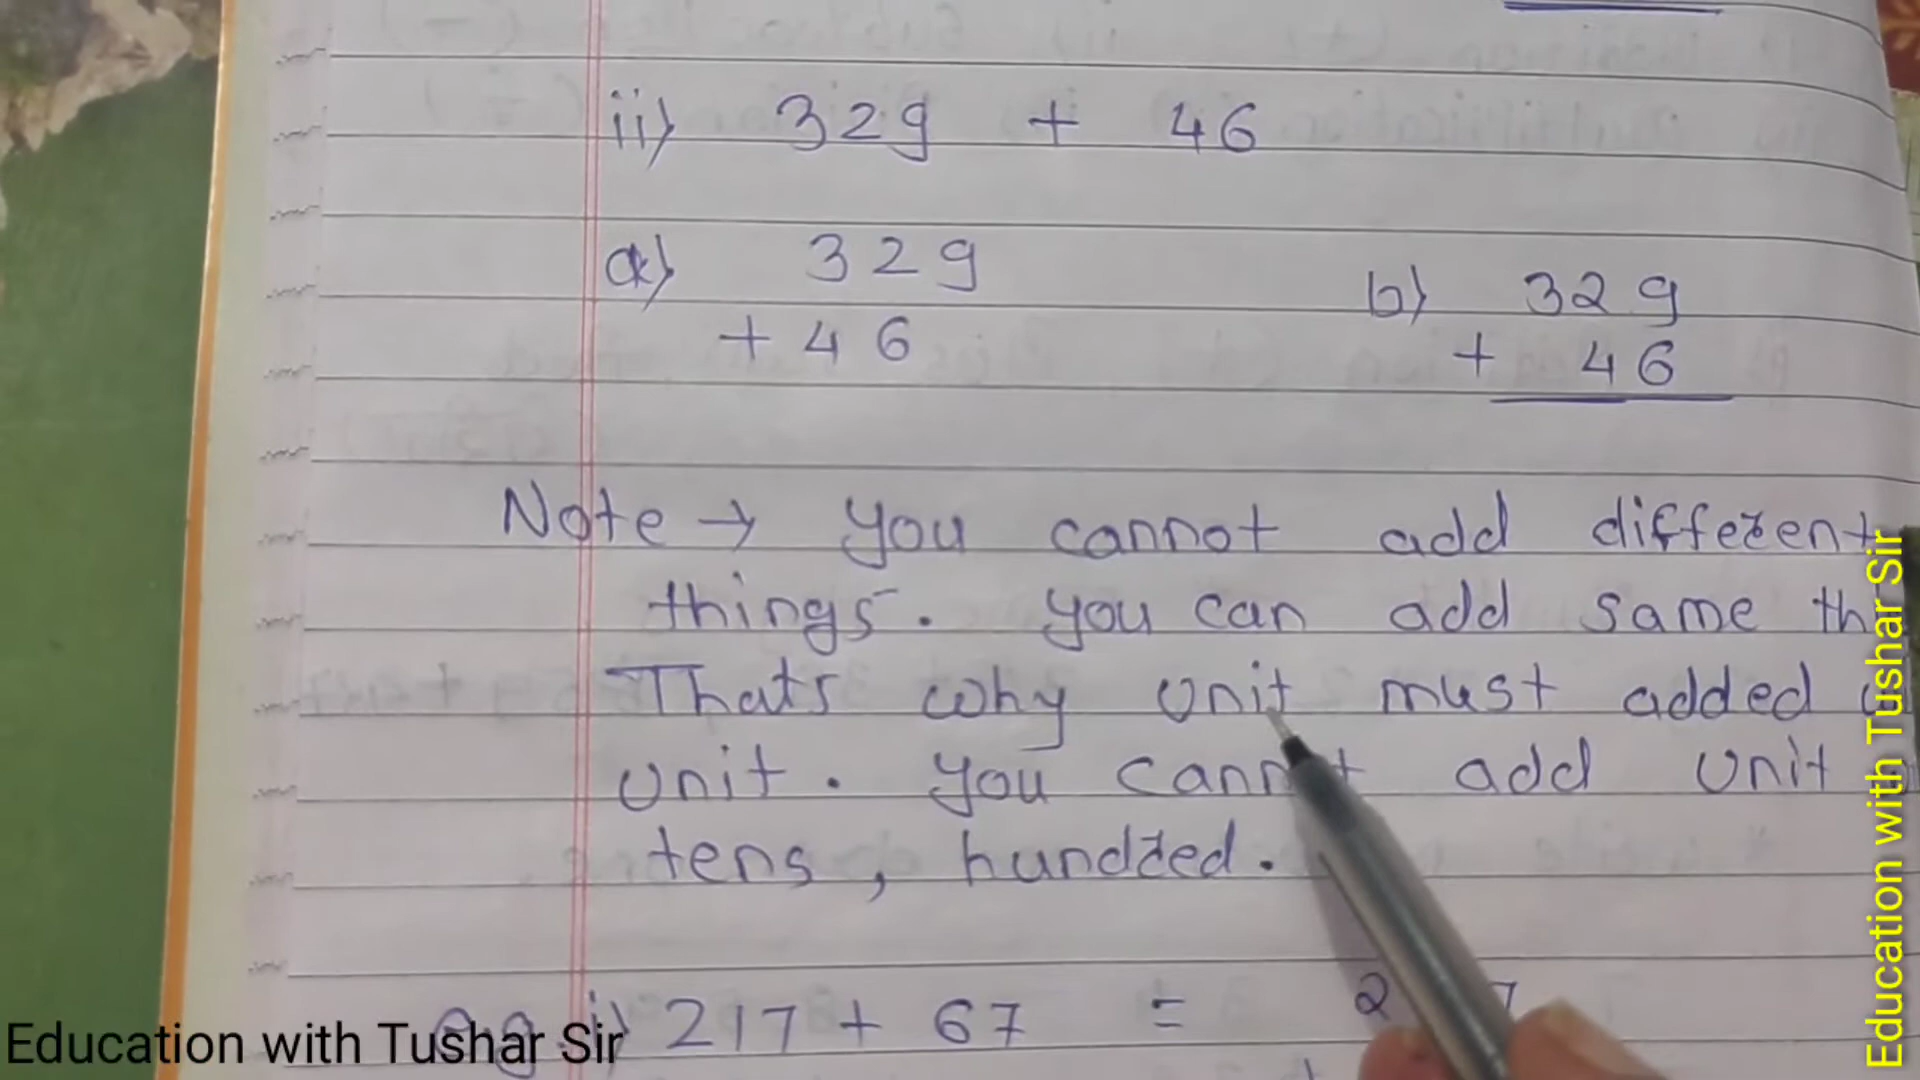 ii) 329 + 46
a) 329
+ 46
b) 329
+ 46
Note → You cannot add different
things. You can add same
Thats why unit must added
unit. You cannot add unit
tens, hundred.
e.g. i) 217 + 67 =
Education with Tushar Sir
Education with Tushar Sir